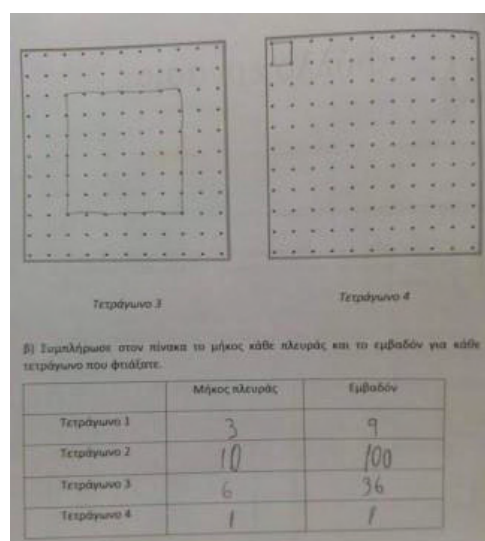 Τετράγωνο 3
Τετράγωνο 4
β) Συμπλήρωσε στον πίνακα το μήκος κάθε πλευράς και το εμβαδόν για κάθε
τετράγωνο που φτιάξατε.
Μήκος πλευράς Εμβαδόν
Τετράγωνο 1 3 9
Τετράγωνο 2 10 100
Τετράγωνο 3 6 36
Τετράγωνο 4 1 1